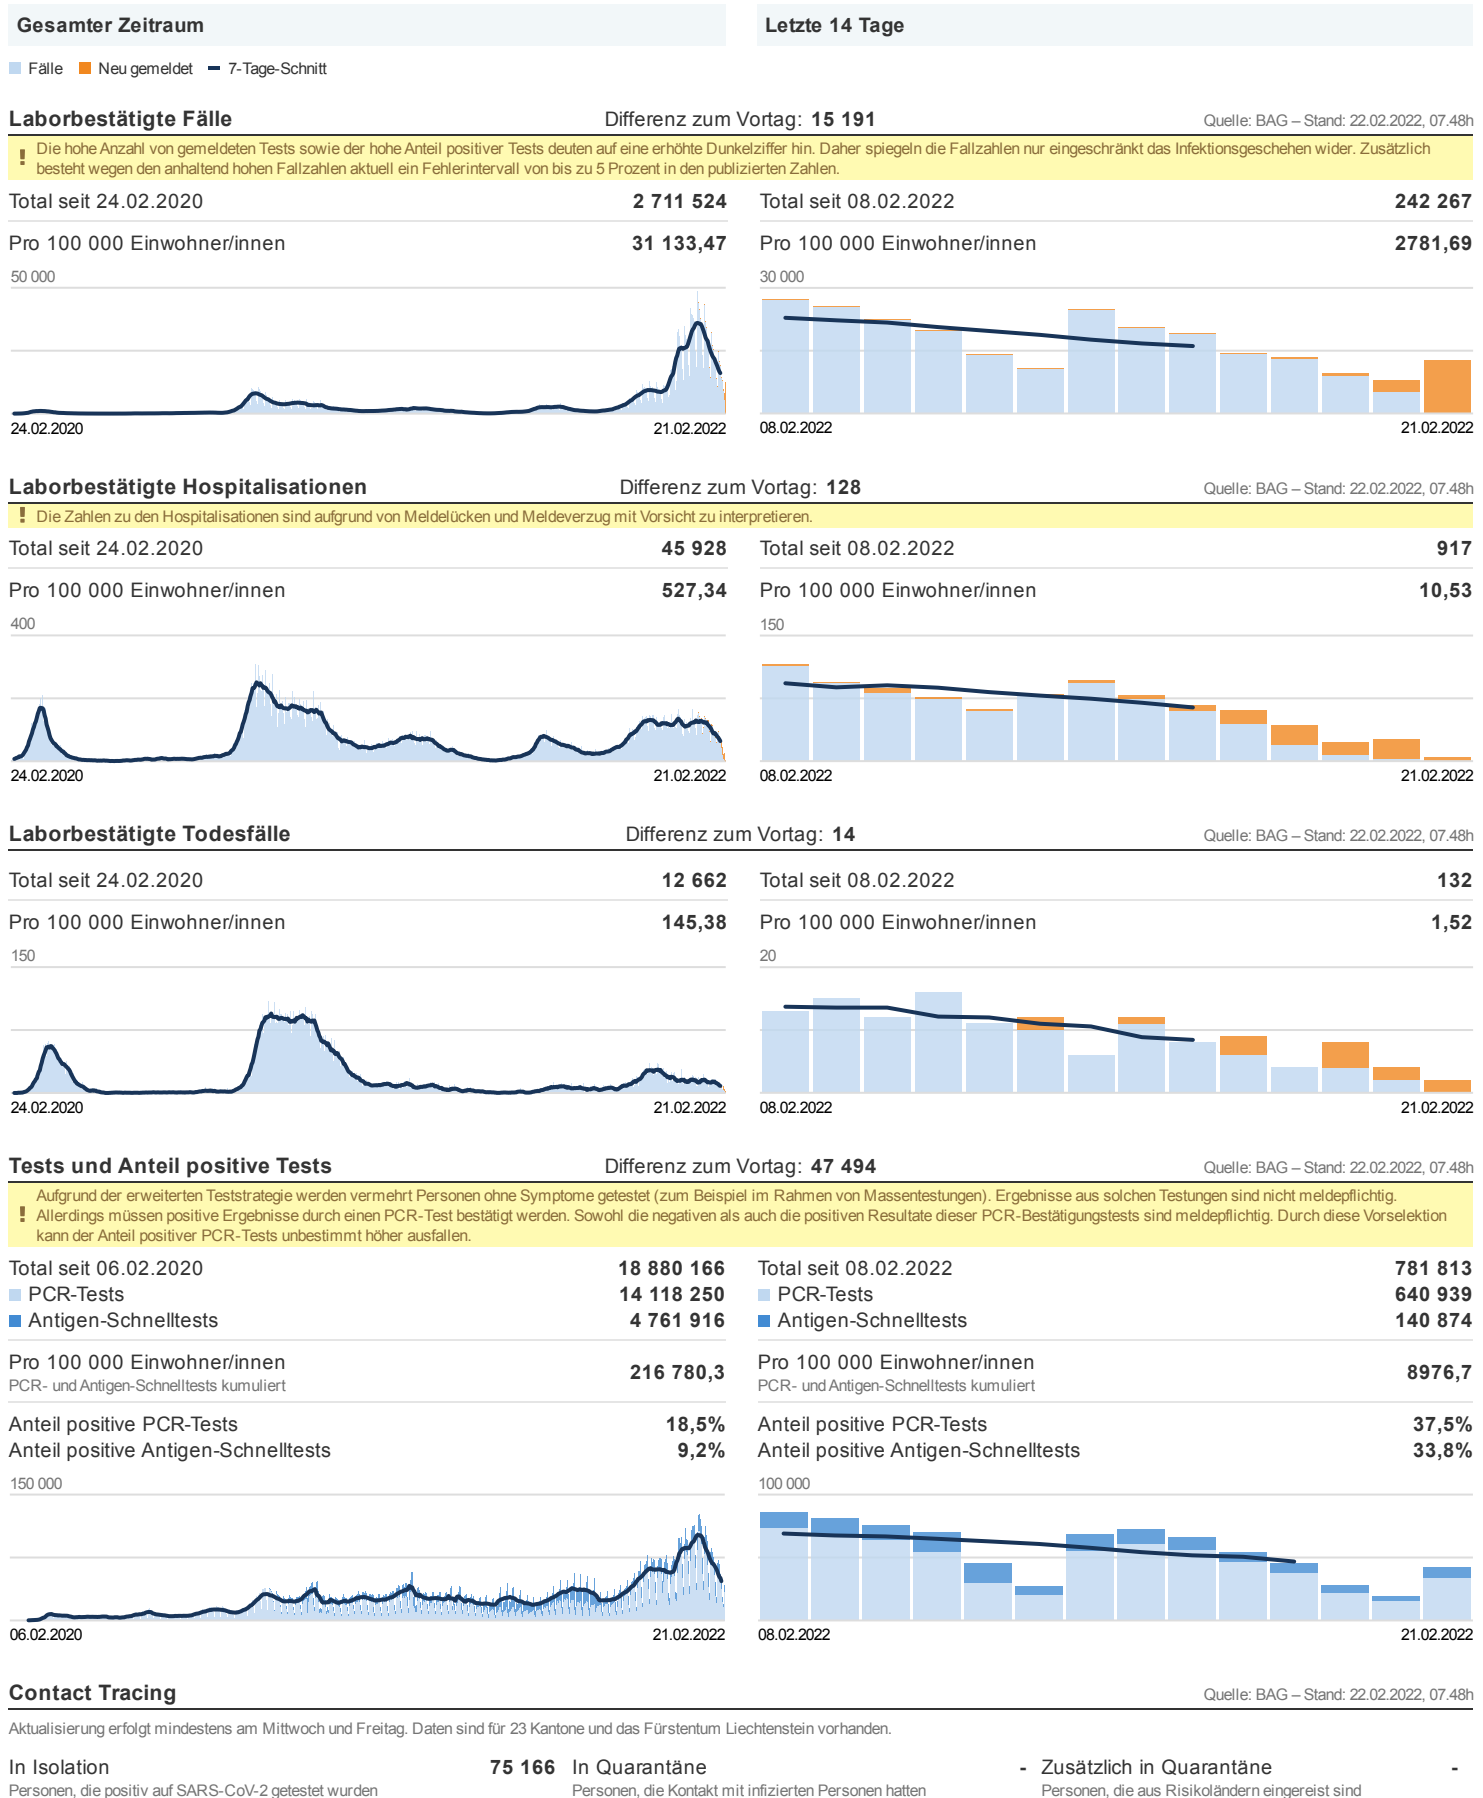 Gesamter Zeitraum
Letzte 14 Tage
Fälle Neu gemeldet 7-Tage-Schnitt
Laborbestätigte Fälle Differenz zum Vortag: 15 191 Quelle: BAG – Stand: 22.02.2022, 07.48h
! Die hohe Anzahl von gemeldeten Tests sowie der hohe Anteil positiver Tests deuten auf eine erhöhte Dunkelziffer hin. Daher spiegeln die Fallzahlen nur eingeschränkt das Infektionsgeschehen wider. Zusätzlich
besteht wegen den anhaltend hohen Fallzahlen aktuell ein Fehlerintervall von bis zu 5 Prozent in den publizierten Zahlen.
Total seit 24.02.2020 2 711 524
Pro 100 000 Einwohner/innen 31 133,47
50 000
24.02.2020 21.02.2022
Total seit 08.02.2022 242 267
Pro 100 000 Einwohner/innen 2781,69
30 000
08.02.2022 21.02.2022
Laborbestätigte Hospitalisationen Differenz zum Vortag: 128 Quelle: BAG – Stand: 22.02.2022, 07.48h
! Die Zahlen zu den Hospitalisationen sind aufgrund von Meldelücken und Meldeverzug mit Vorsicht zu interpretieren.
Total seit 24.02.2020 45 928
Pro 100 000 Einwohner/innen 527,34
400
24.02.2020 21.02.2022
Total seit 08.02.2022 917
Pro 100 000 Einwohner/innen 10,53
150
08.02.2022 21.02.2022
Laborbestätigte Todesfälle Differenz zum Vortag: 14 Quelle: BAG – Stand: 22.02.2022, 07.48h
Total seit 24.02.2020 12 662
Pro 100 000 Einwohner/innen 145,38
150
24.02.2020 21.02.2022
Total seit 08.02.2022 132
Pro 100 000 Einwohner/innen 1,52
20
08.02.2022 21.02.2022
Tests und Anteil positive Tests Differenz zum Vortag: 47 494 Quelle: BAG – Stand: 22.02.2022, 07.48h
Aufgrund der erweiterten Teststrategie werden vermehrt Personen ohne Symptome getestet (zum Beispiel im Rahmen von Massentestungen). Ergebnisse aus solchen Testungen sind nicht meldepflichtig.
! Allerdings müssen positive Ergebnisse durch einen PCR-Test bestätigt werden. Sowohl die negativen als auch die positiven Resultate dieser PCR-Bestätigungstests sind meldepflichtig. Durch diese Vorselektion
kann der Anteil positiver PCR-Tests unbestimmt höher ausfallen.
Total seit 06.02.2020 18 880 166
PCR-Tests 14 118 250
Antigen-Schnelltests 4 761 916
Pro 100 000 Einwohner/innen 216 780,3
PCR- und Antigen-Schnelltests kumuliert
Anteil positive PCR-Tests 18,5%
Anteil positive Antigen-Schnelltests 9,2%
150 000
06.02.2020 21.02.2022
Total seit 08.02.2022 781 813
PCR-Tests 640 939
Antigen-Schnelltests 140 874
Pro 100 000 Einwohner/innen 8976,7
PCR- und Antigen-Schnelltests kumuliert
Anteil positive PCR-Tests 37,5%
Anteil positive Antigen-Schnelltests 33,8%
100 000
08.02.2022 21.02.2022
Contact Tracing Quelle: BAG – Stand: 22.02.2022, 07.48h
Aktualisierung erfolgt mindestens am Mittwoch und Freitag. Daten sind für 23 Kantone und das Fürstentum Liechtenstein vorhanden.
In Isolation 75 166
Personen, die positiv auf SARS-CoV-2 getestet wurden
In Quarantäne -
Personen, die Kontakt mit infizierten Personen hatten
Zusätzlich in Quarantäne -
Personen, die aus Risikoländern eingereist sind